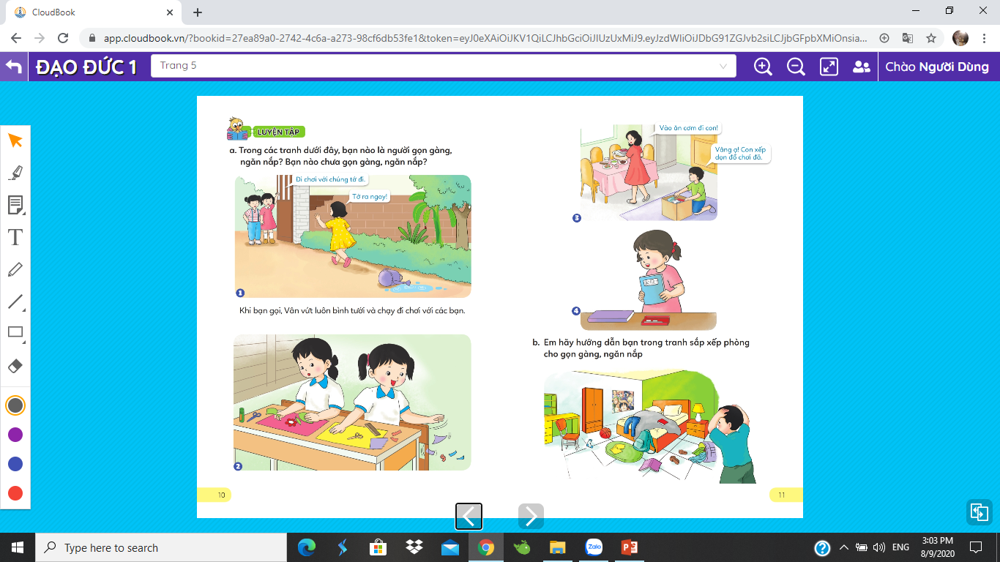 CloudBook
app.cloudbook.vn/?bookid=27ea89a0-2742-4c6a-a273-98cf6db53fe1&token=eyJ0eXAiOiJKV1QiLCJhbGciOiJIUzUxMiJ9.eyJzdWIiOiJDbG91ZGJvb2siLCJjbGFpbXMiOnsia...
ĐẠO ĐỨC 1
Trang 5
Chào Người Dùng
LUYỆN TẬP
a. Trong các tranh dưới đây, bạn nào là người gọn gàng,
ngăn nắp? Bạn nào chưa gọn gàng, ngăn nắp?
Đi chơi với chúng tớ đi.
Tớ ra ngay!
1
Khi bạn gọi, Vân vứt luôn bình tưới và chạy đi chơi với các bạn.
2
10
Vào ăn cơm đi con!
Vâng ạ! Con xếp
dọn đồ chơi đã.
3
4
b. Em hãy hướng dẫn bạn trong tranh sắp xếp phòng
cho gọn gàng, ngăn nắp
11
T
Type here to search
Zalo
ENG
3:03 PM
8/9/2020